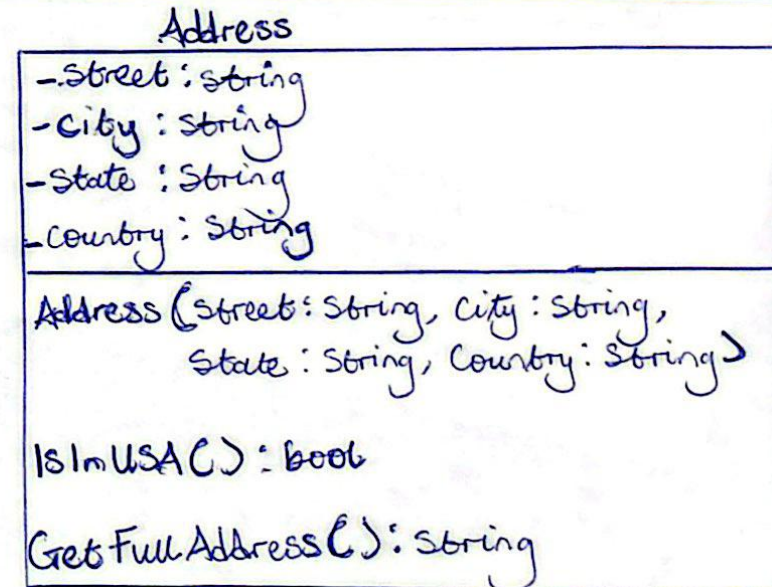 Address
-Street : String
-City : String
-State : String
-Country : String
Address (Street : String, City : String,
State : String, Country : String)
IsInUSA() : bool
GetFullAddress() : String